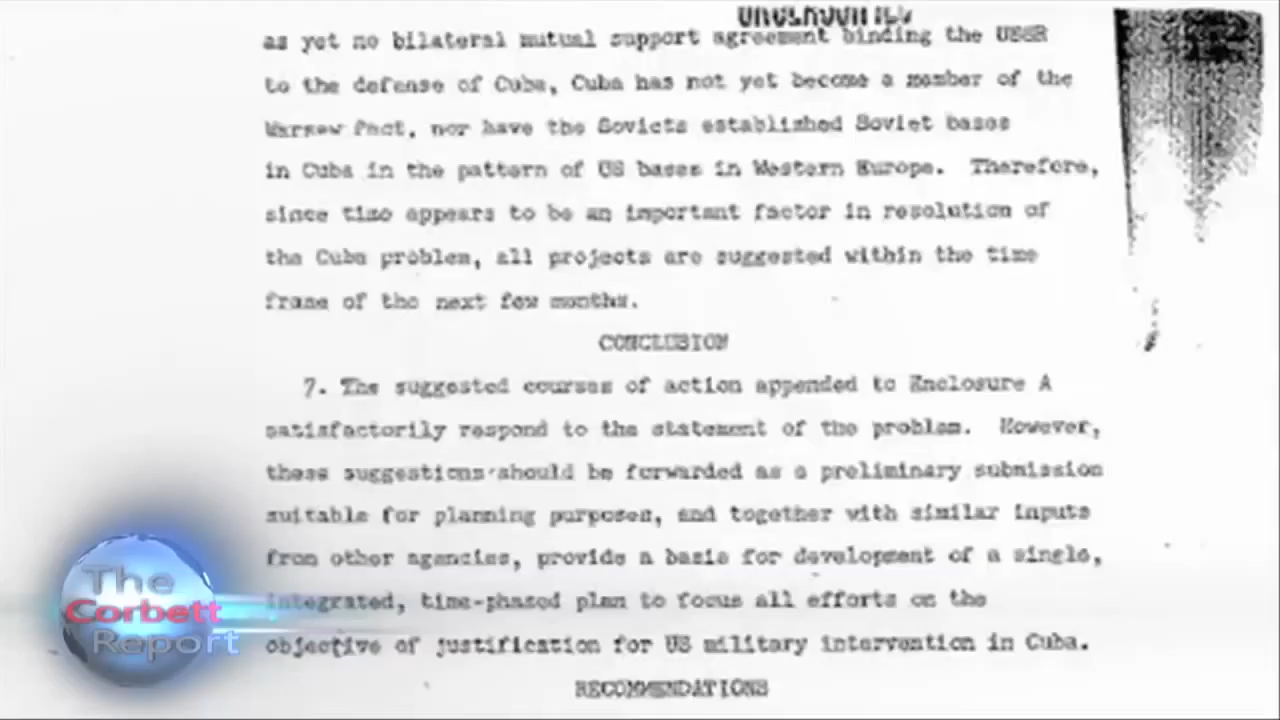 UNCLASSIFIED
as yet no bilateral mutual support agreement binding the USSR
to the defense of Cuba, Cuba has not yet become a member of the
Warsaw Pact, nor have the Soviets established Soviet bases
in Cuba in the pattern of US bases in Western Europe. Therefore,
since time appears to be an important factor in resolution of
the Cuba problem, all projects are suggested within the time
frame of the next few months.
CONCLUSION
7. The suggested courses of action appended to Enclosure A
satisfactorily respond to the statement of the problem. However,
these suggestions should be forwarded as a preliminary submission
suitable for planning purposes, and together with similar inputs
from other agencies, provide a basis for development of a single,
integrated, time-phased plan to focus all efforts on the
objective of justification for US military intervention in Cuba.
RECOMMENDATIONS
The
Corbett
Report